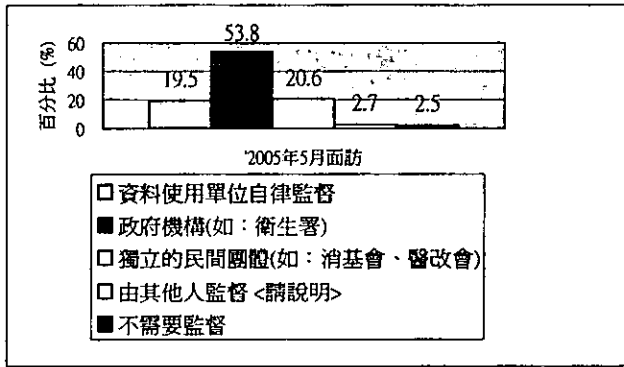 百分比 (%)
60
40
20
0
19.5
53.8
20.6
2.7
2.5
'2005年5月面訪
□資料使用單位自律監督
■政府機構(如：衛生署)
□獨立的民間團體(如：消基會、醫改會)
□由其他人監督 <請說明>
■不需要監督